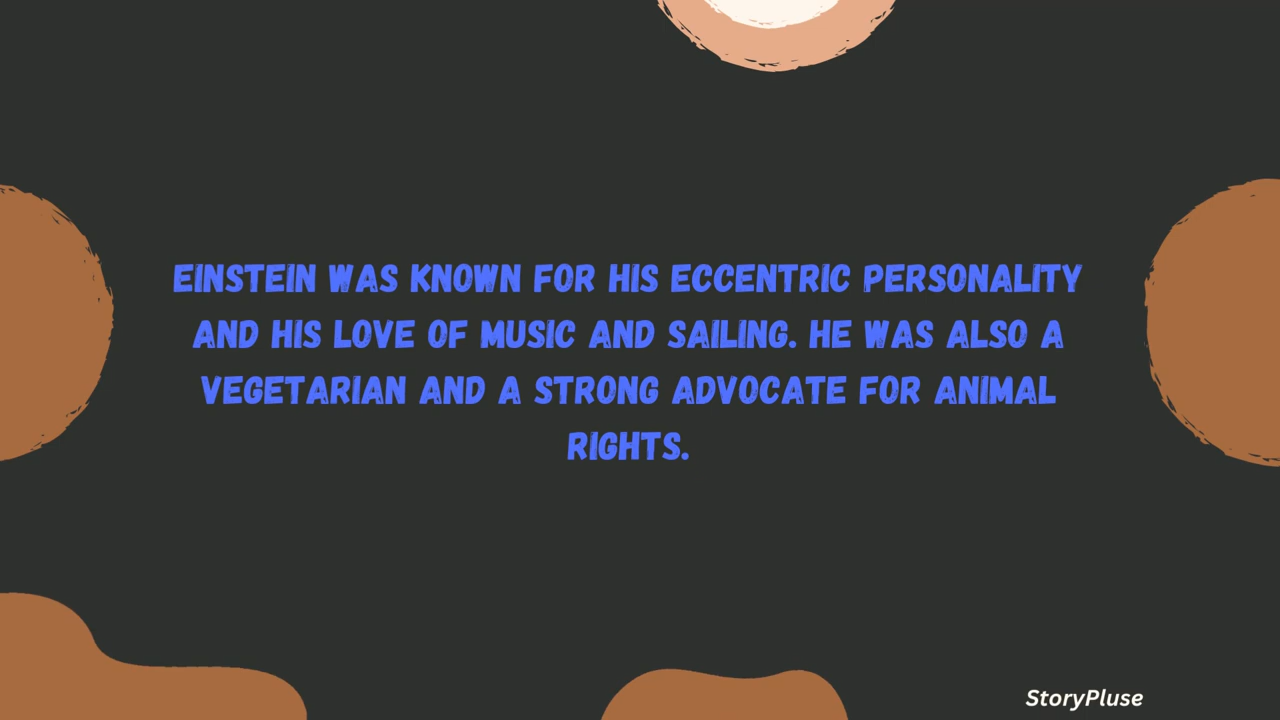 EINSTEIN WAS KNOWN FOR HIS ECCENTRIC PERSONALITY
AND HIS LOVE OF MUSIC AND SAILING. HE WAS ALSO A
VEGETARIAN AND A STRONG ADVOCATE FOR ANIMAL
RIGHTS.
StoryPluse